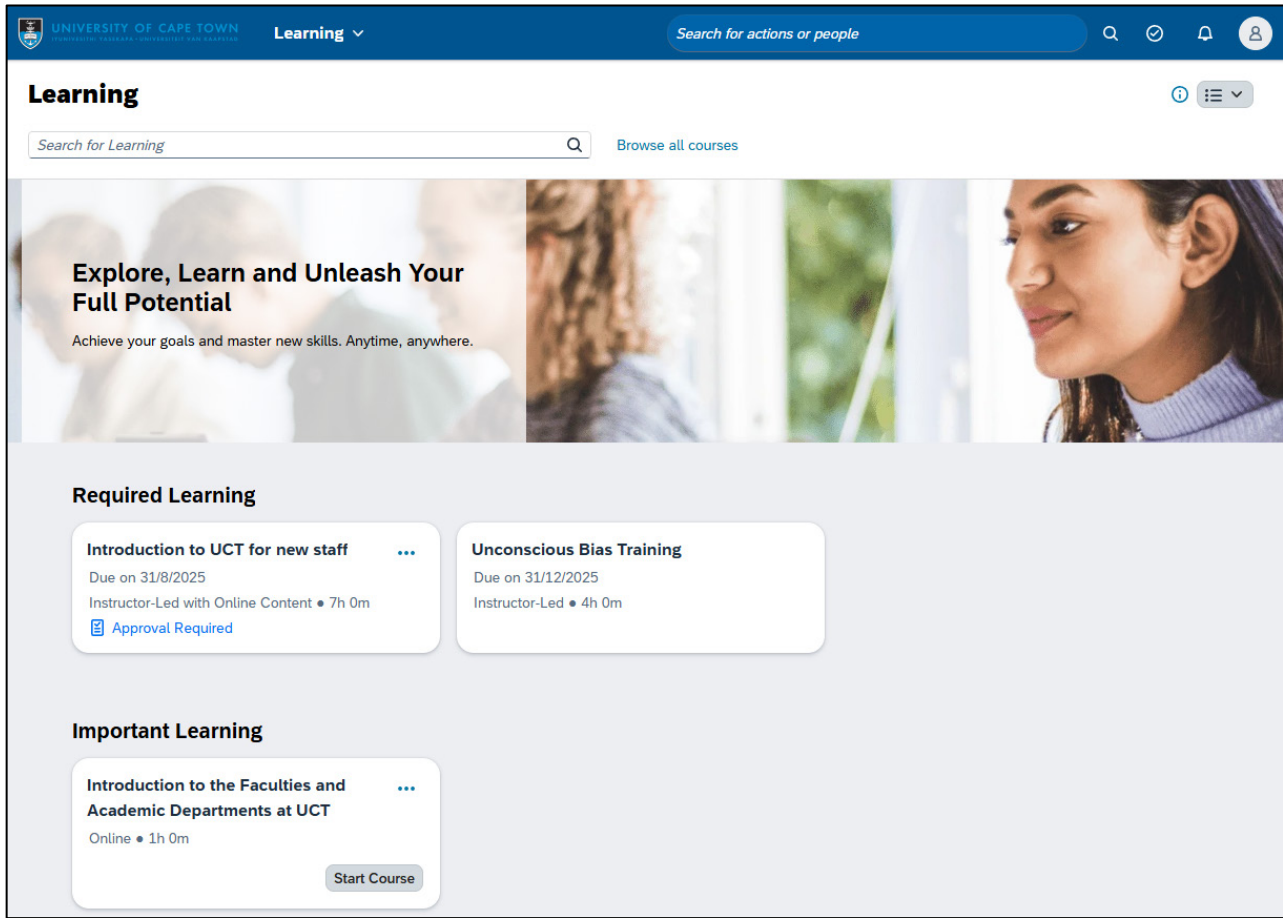 UNIVERSITY OF CAPE TOWN
Learning
Search for actions or people
Learning
Search for Learning
Browse all courses
Explore, Learn and Unleash Your
Full Potential
Achieve your goals and master new skills. Anytime, anywhere.
Required Learning
Introduction to UCT for new staff
Due on 31/8/2025
Instructor-Led with Online Content • 7h 0m
Approval Required
Unconscious Bias Training
Due on 31/12/2025
Instructor-Led • 4h 0m
Important Learning
Introduction to the Faculties and
Academic Departments at UCT
Online • 1h 0m
Start Course